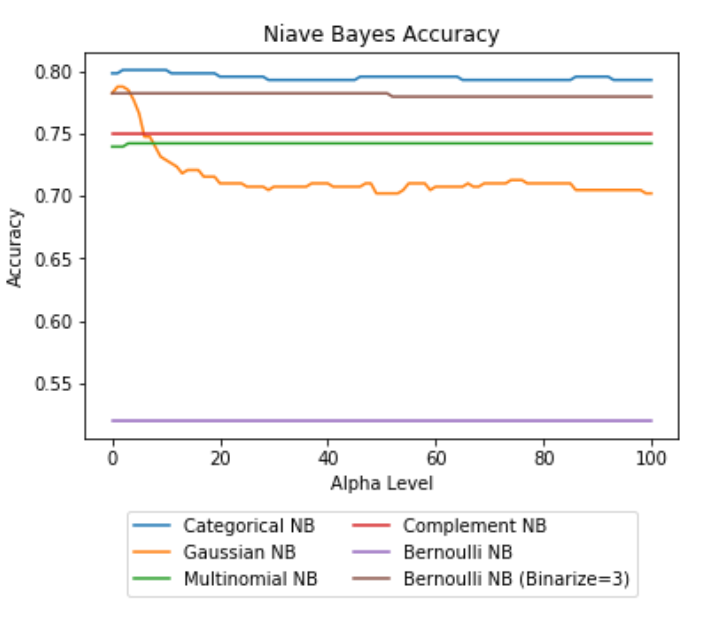 Niave Bayes Accuracy
0.80
0.75
0.70
0.65
0.60
0.55
Accuracy
0 20 40 60 80 100
Alpha Level
Categorical NB Complement NB
Gaussian NB Bernoulli NB
Multinomial NB Bernoulli NB (Binarize=3)